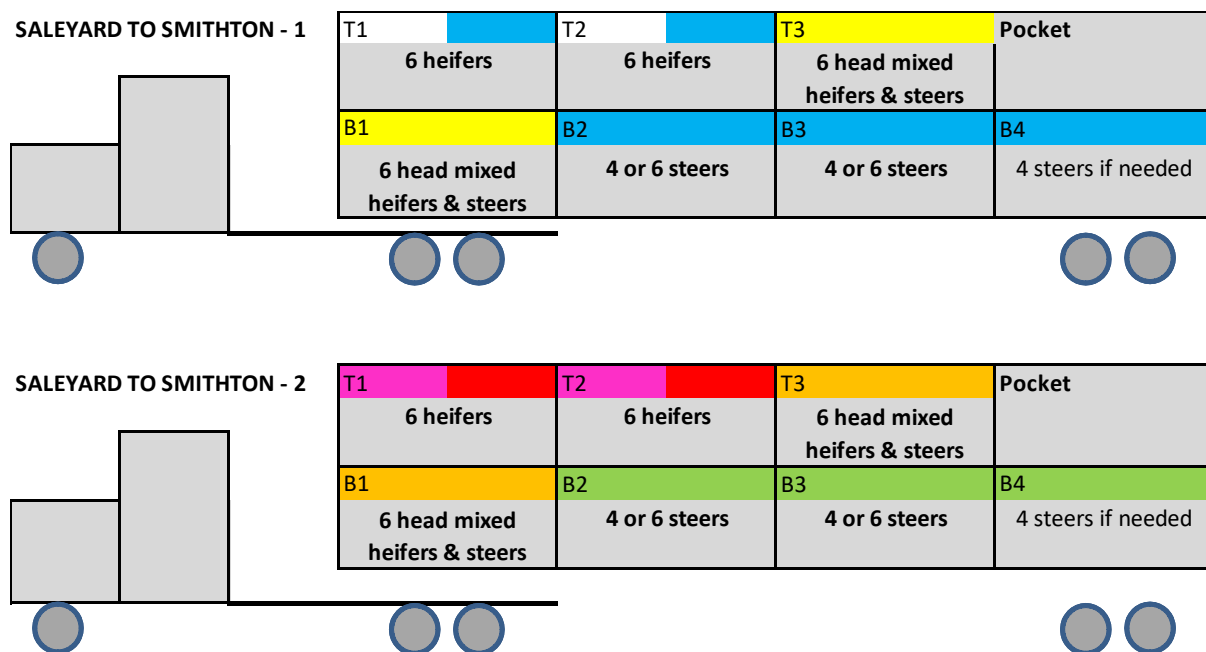 SALEYARD TO SMITHTON - 1
T1 T2 T3 Pocket
6 heifers 6 heifers 6 head mixed
heifers & steers
B1 B2 B3 B4
6 head mixed 4 or 6 steers 4 or 6 steers 4 steers if needed
heifers & steers
SALEYARD TO SMITHTON - 2
T1 T2 T3 Pocket
6 heifers 6 heifers 6 head mixed
heifers & steers
B1 B2 B3 B4
6 head mixed 4 or 6 steers 4 or 6 steers 4 steers if needed
heifers & steers